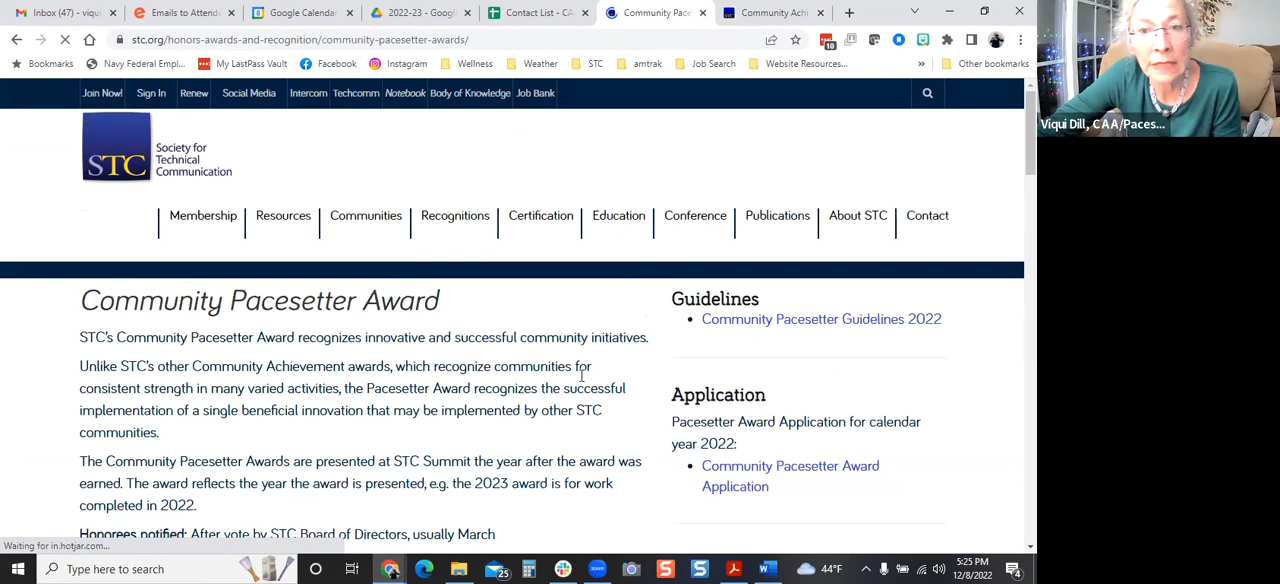 Inbox (47) - viqu
Emails to Attende
Google Calendar
2022-23 - Googl
Contact List - CA
Community Pace
Community Achi
stc.org/honors-awards-and-recognition/community-pacesetter-awards
10
Bookmarks
Navy Federal Empl...
My LastPass Vault
Facebook
Instagram
Wellness
Weather
STC
amtrak
Job Search
Website Resources...
»
Other bookmarks
Join Now!
Sign In
Renew
Social Media
Intercom
Techcomm
Notebook
Body of Knowledge
Job Bank
STC
Society for
Technical
Communication
Membership
Resources
Communities
Recognitions
Certification
Education
Conference
Publications
About STC
Contact
Community Pacesetter Award
STC's Community Pacesetter Award recognizes innovative and successful community initiatives.
Unlike STC's other Community Achievement awards, which recognize communities for
consistent strength in many varied activities, the Pacesetter Award recognizes the successful
implementation of a single beneficial innovation that may be implemented by other STC
communities.
The Community Pacesetter Awards are presented at STC Summit the year after the award was
earned. The award reflects the year the award is presented, e.g. the 2023 award is for work
completed in 2022.
Honorees notified: After vote by STC Board of Directors, usually March
Guidelines
• Community Pacesetter Guidelines 2022
Application
Pacesetter Award Application for calendar
year 2022:
• Community Pacesetter Award
Application
Waiting for in.hotjar.com...
Viqui Dill, CAA/Paces...
Type here to search
25
44°F
5:25 PM
12/8/2022
4